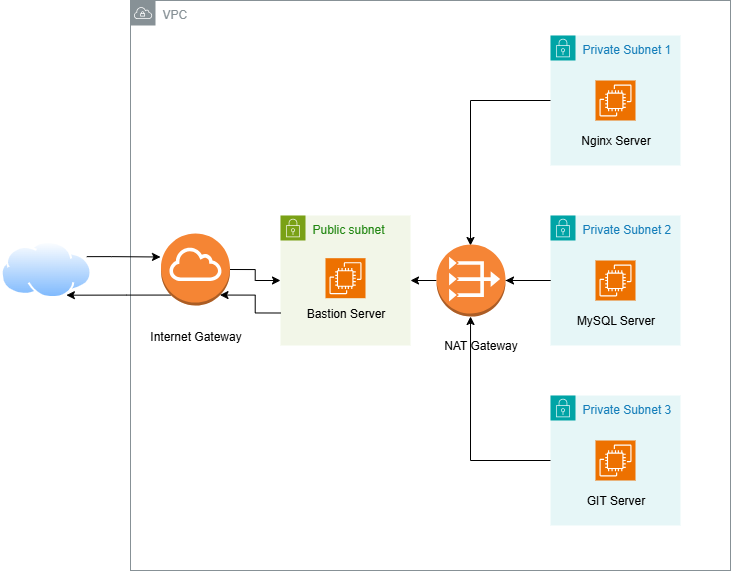 VPC
Private Subnet 1
Nginx Server
Public subnet
Bastion Server
Internet Gateway
NAT Gateway
Private Subnet 2
MySQL Server
Private Subnet 3
GIT Server